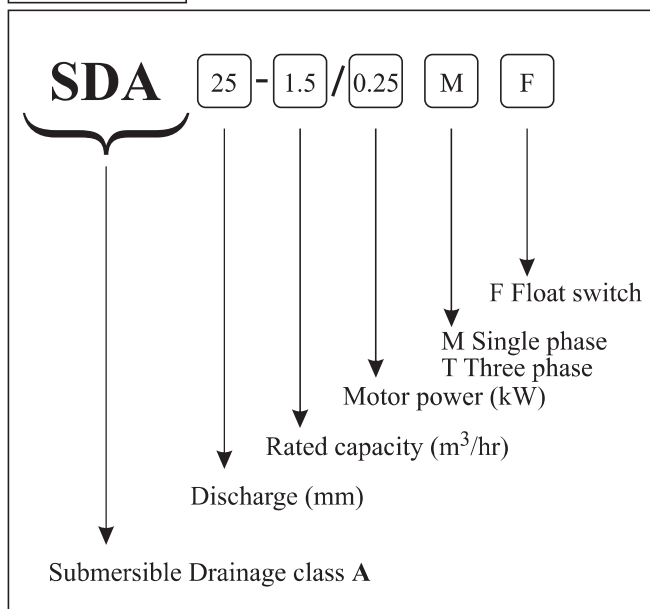 SDA 25 - 1.5 / 0.25 M F
F Float switch
M Single phase
T Three phase
Motor power (kW)
Rated capacity (m³/hr)
Discharge (mm)
Submersible Drainage class A